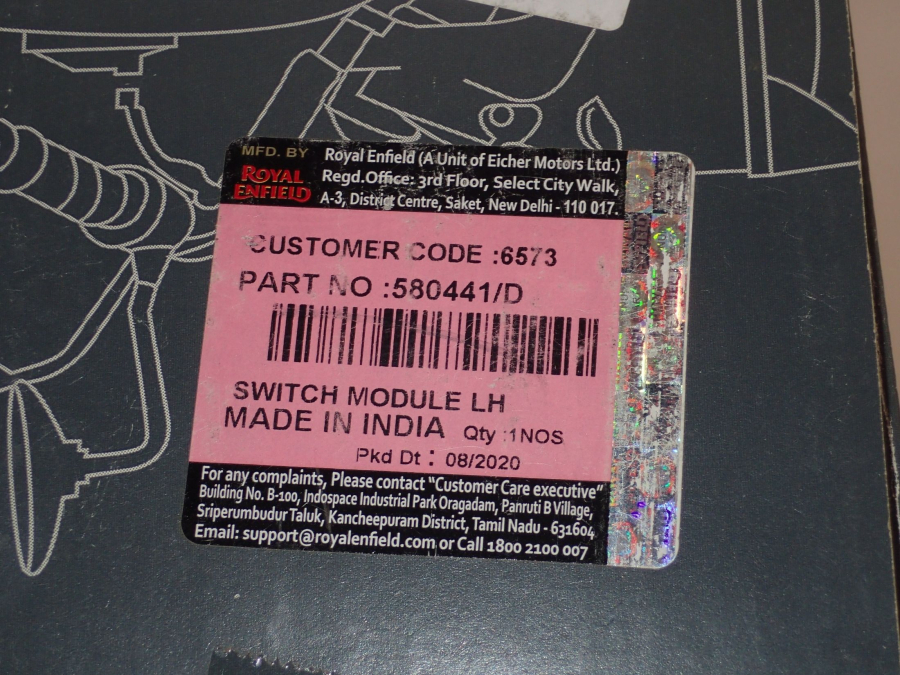 MFD. BY
ROYAL
ENFIELD
Royal Enfield (A Unit of Eicher Motors Ltd.)
Regd.Office: 3rd Floor, Select City Walk,
A-3, District Centre, Saket, New Delhi - 110 017.
CUSTOMER CODE :6573
PART NO :580441/D
SWITCH MODULE LH
MADE IN INDIA Qty :1NOS
Pkd Dt : 08/2020
For any complaints, Please contact “Customer Care executive”
Building No. B-100, Indospace Industrial Park Oragadam, Panruti B Village,
Sriperumbudur Taluk, Kancheepuram District, Tamil Nadu - 631604
Email: support@royalenfield.com or Call 1800 2100 007